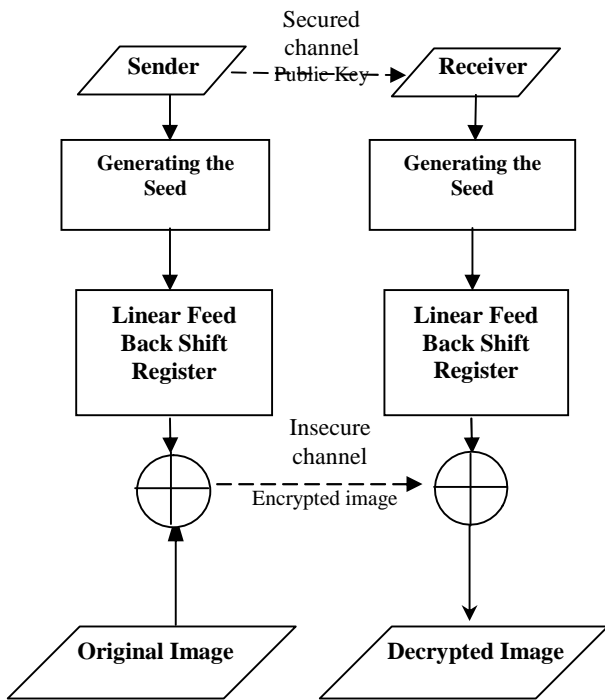 Secured
channel
Public Key
Sender
Receiver
Generating the
Seed
Generating the
Seed
Linear Feed
Back Shift
Register
Linear Feed
Back Shift
Register
Insecure
channel
Encrypted image
Original Image
Decrypted Image